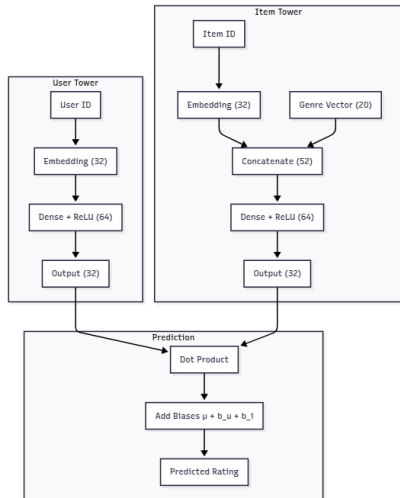 Item Tower
Item ID
User Tower
User ID
Embedding (32)
Genre Vector (20)
Embedding (32)
Concatenate (52)
Dense + ReLU (64)
Dense + ReLU (64)
Output (32)
Output (32)
Prediction
Dot Product
Add Biases μ + b_u + b_i
Predicted Rating